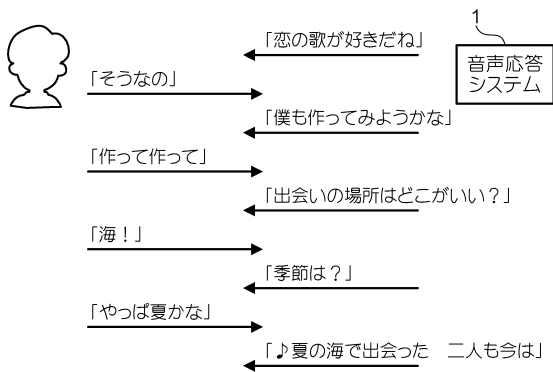 1
「恋の歌が好きだね」
音声応答
システム
「そうなの」
「僕も作ってみようかな」
「作って作って」
「出会いの場所はどこがいい？」
「海！」
「季節は？」
「やっぱ夏かな」
「♪夏の海で出会った　二人も今は」